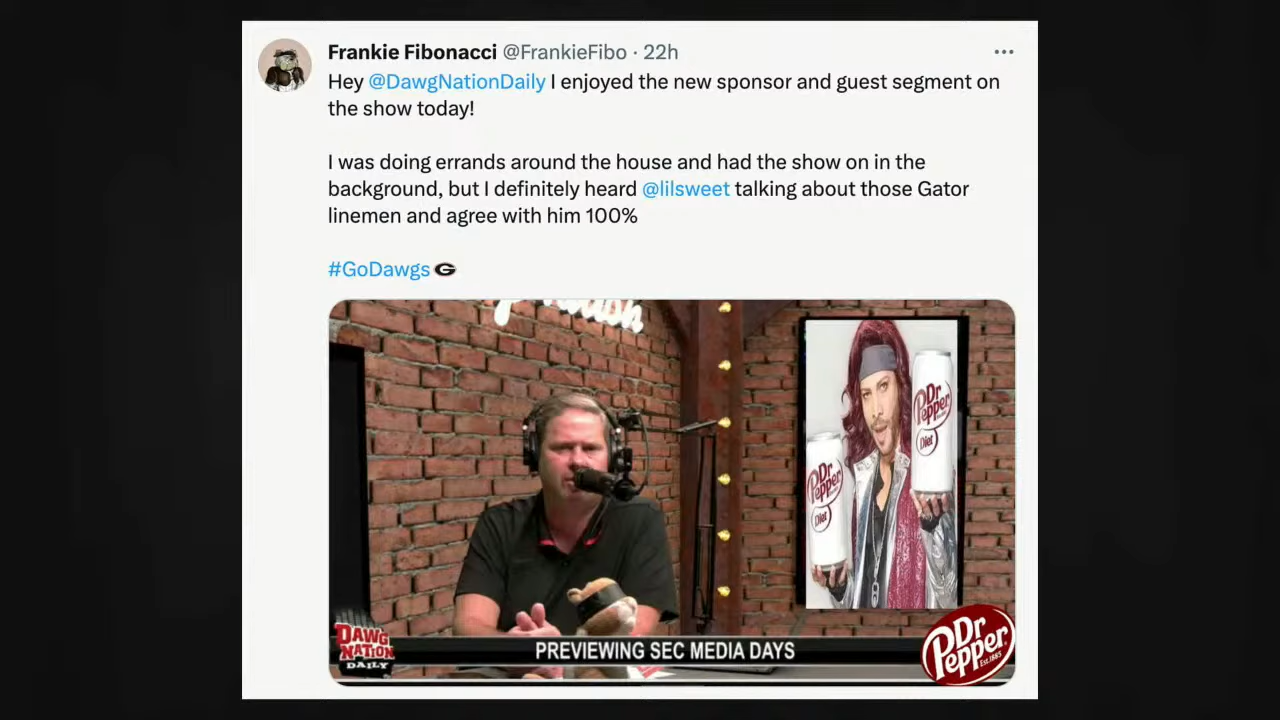 Frankie Fibonacci @FrankieFibo · 22h
Hey @DawgNationDaily I enjoyed the new sponsor and guest segment on
the show today!
I was doing errands around the house and had the show on in the
background, but I definitely heard @lilsweet talking about those Gator
linemen and agree with him 100%
#GoDawgs
Dr
Pepper
Diet
Dr
Pepper
Diet
PREVIEWING SEC MEDIA DAYS
DAWG
NATION
DAILY
Dr
Pepper
Est. 1885